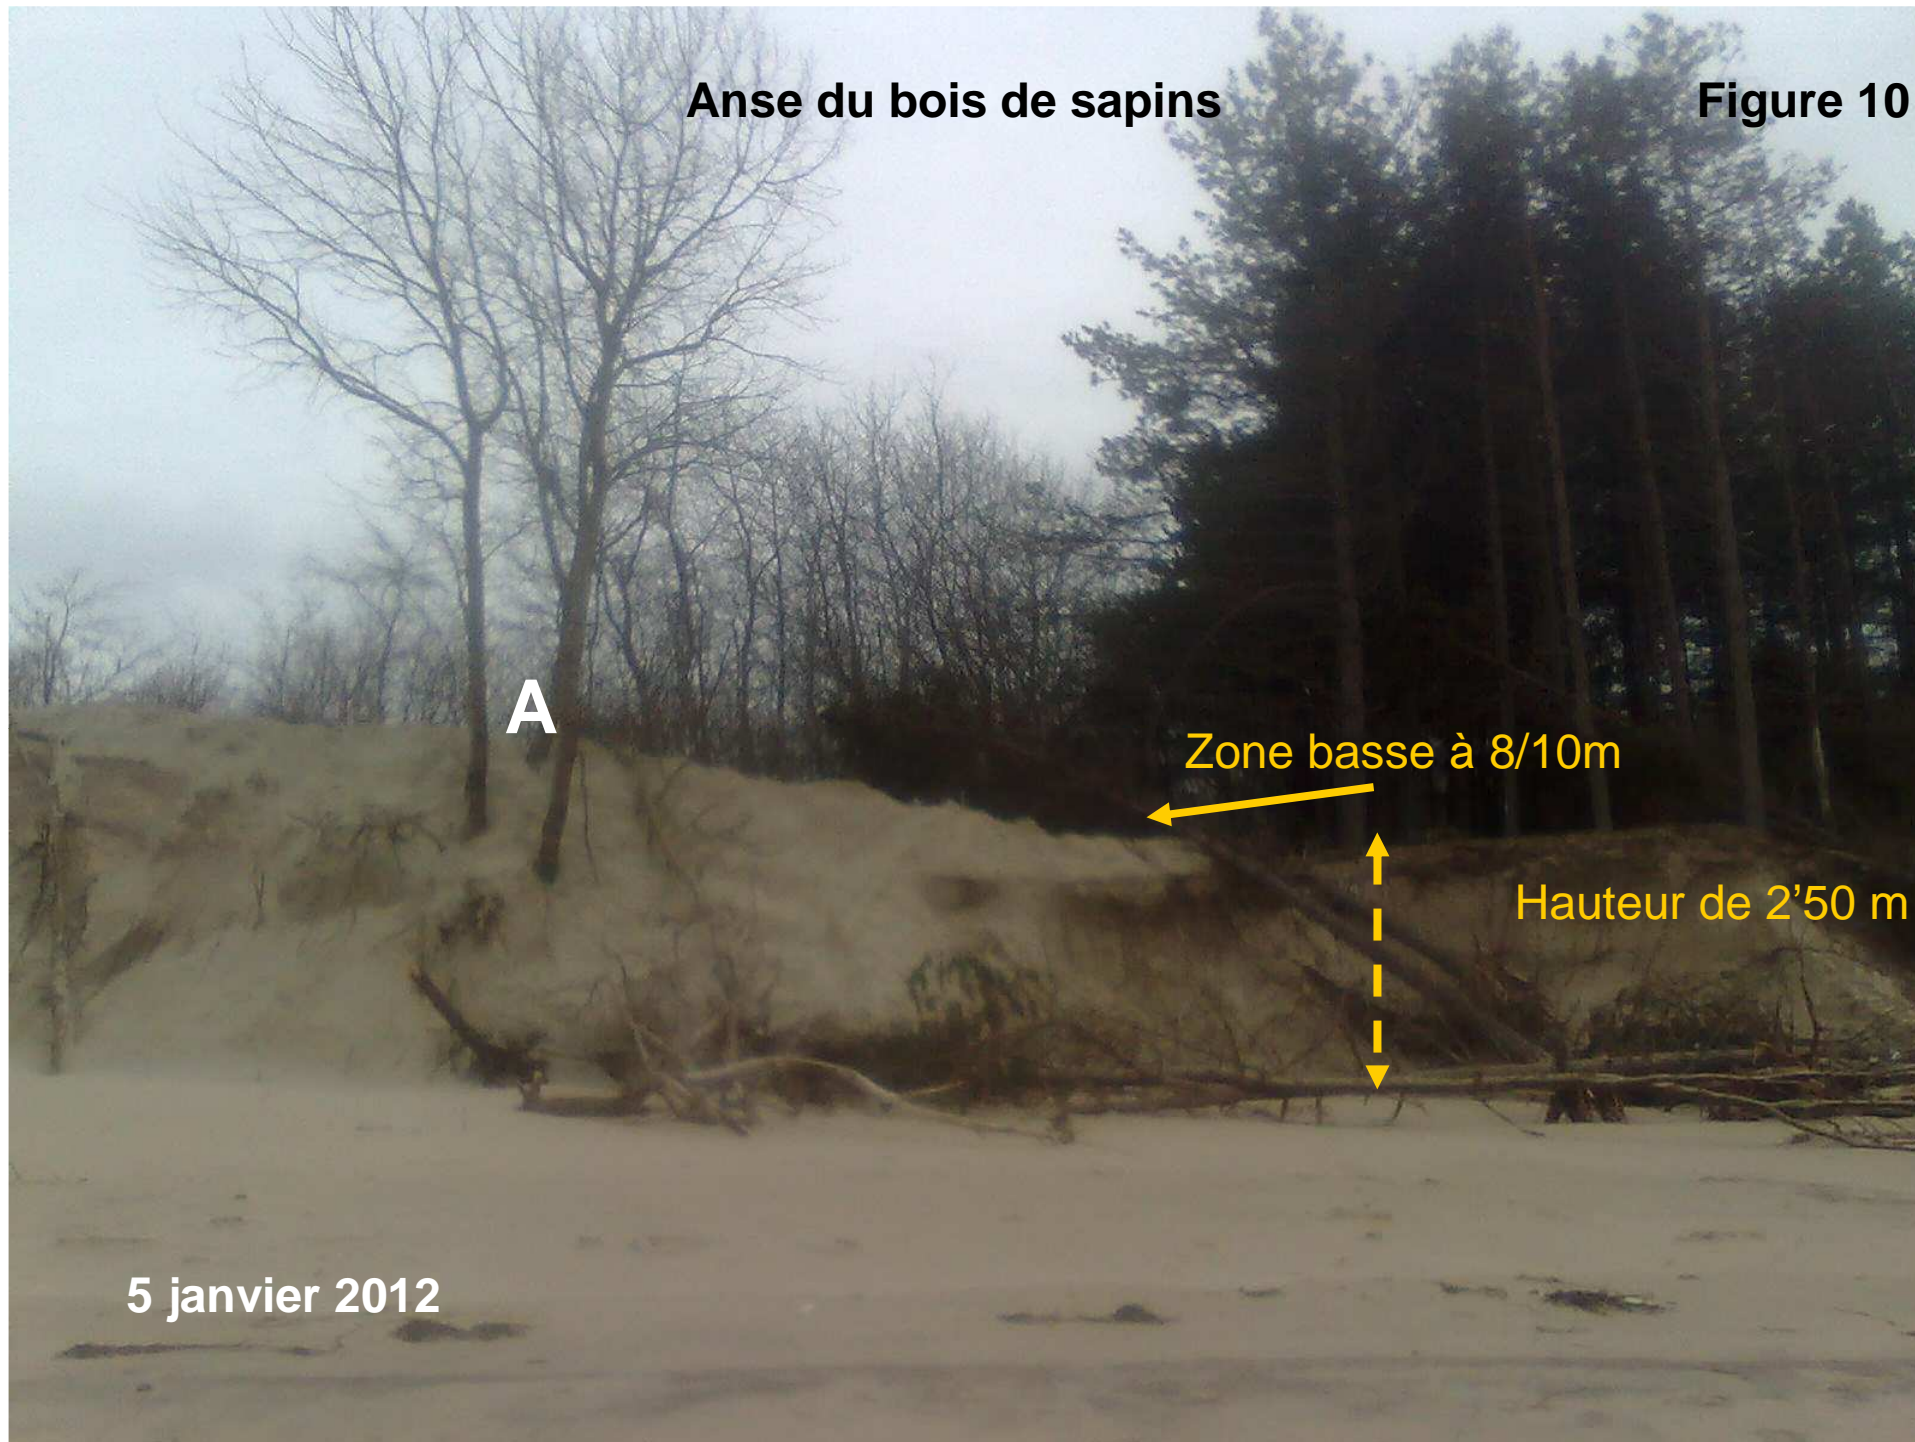 Anse du bois de sapins
Figure 10
A
Zone basse à 8/10m
Hauteur de 2’50 m
5 janvier 2012